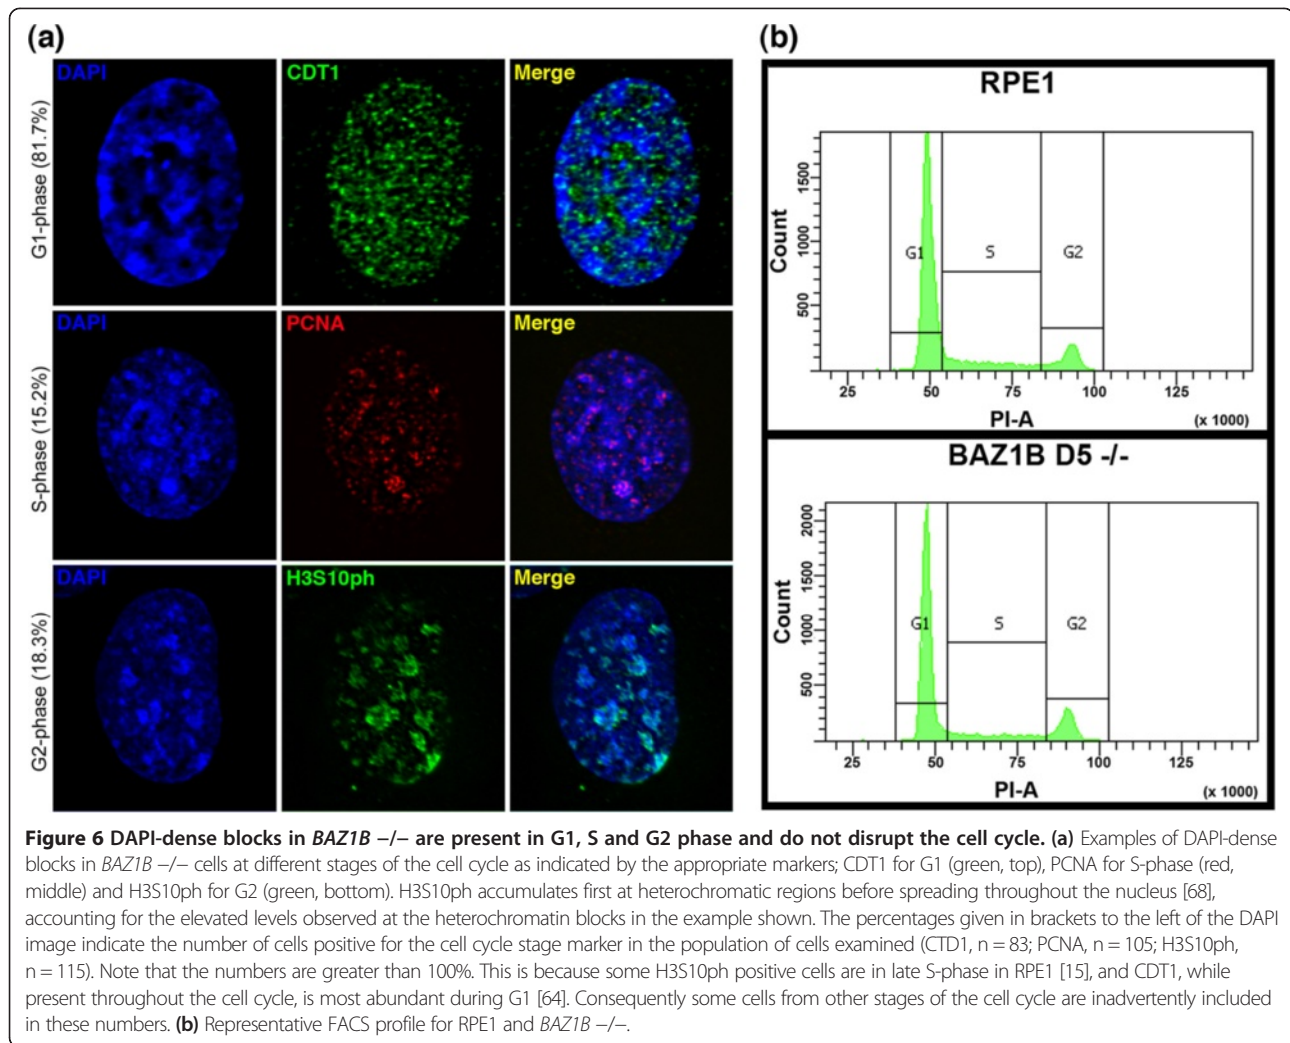 (a)
(b)
G1-phase (81.7%)
DAPI
CDT1
Merge
S-phase (15.2%)
DAPI
PCNA
Merge
G2-phase (18.3%)
DAPI
H3S10ph
Merge
RPE1
Count
1500
1000
500
G1
S
G2
25 50 75 100 125
PI-A
(x 1000)
BAZ1B D5 -/-
Count
2000
1500
1000
500
G1
S
G2
25 50 75 100 125
PI-A
(x 1000)
Figure 6 DAPI-dense blocks in BAZ1B −/− are present in G1, S and G2 phase and do not disrupt the cell cycle. (a) Examples of DAPI-dense
blocks in BAZ1B −/− cells at different stages of the cell cycle as indicated by the appropriate markers; CDT1 for G1 (green, top), PCNA for S-phase (red,
middle) and H3S10ph for G2 (green, bottom). H3S10ph accumulates first at heterochromatic regions before spreading throughout the nucleus [68],
accounting for the elevated levels observed at the heterochromatin blocks in the example shown. The percentages given in brackets to the left of the DAPI
image indicate the number of cells positive for the cell cycle stage marker in the population of cells examined (CTD1, n = 83; PCNA, n = 105; H3S10ph,
n = 115). Note that the numbers are greater than 100%. This is because some H3S10ph positive cells are in late S-phase in RPE1 [15], and CDT1, while
present throughout the cell cycle, is most abundant during G1 [64]. Consequently some cells from other stages of the cell cycle are inadvertently included
in these numbers. (b) Representative FACS profile for RPE1 and BAZ1B −/−.